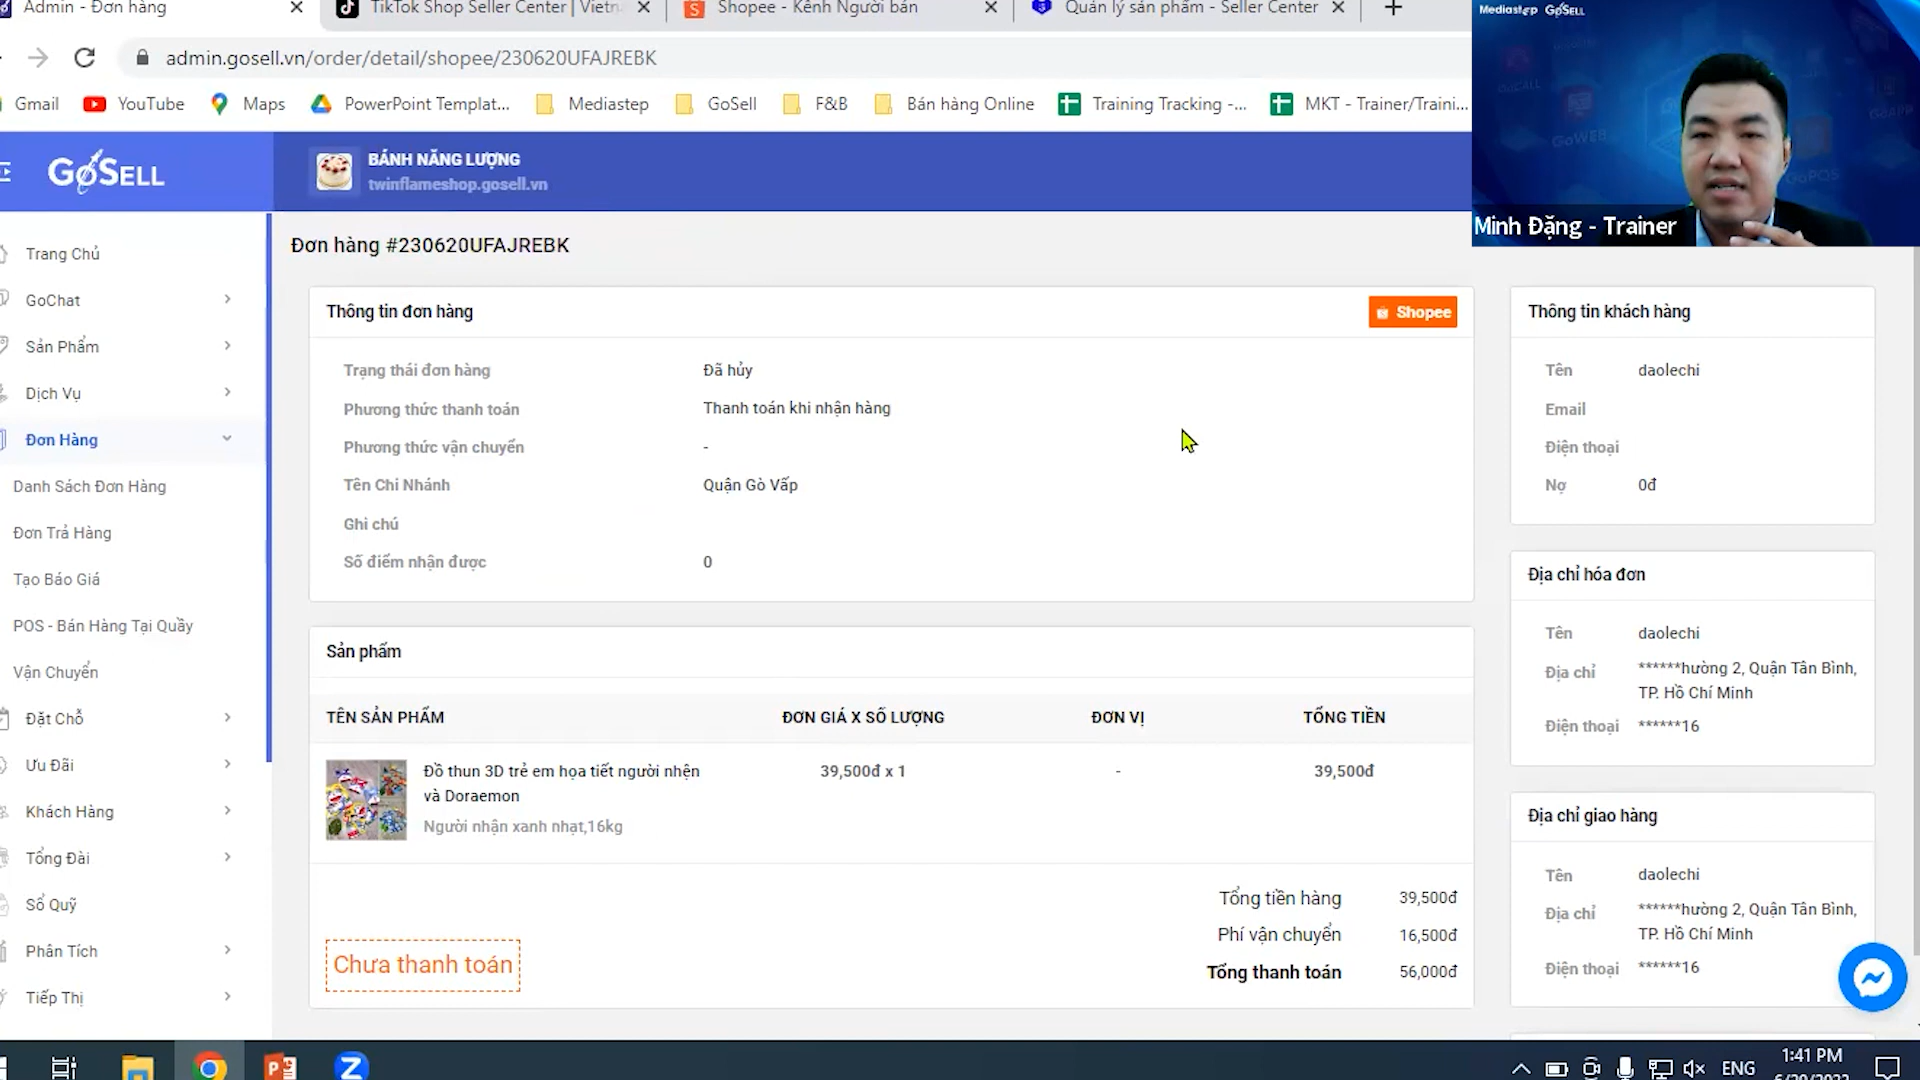 Admin - Đơn hàng
TikTok Shop Seller Center | Vietn
Shopee - Kênh Người bán
Quản lý sản phẩm - Seller Center
admin.gosell.vn/order/detail/shopee/230620UFAJREBK
Gmail
YouTube
Maps
PowerPoint Templat...
Mediastep
GoSell
F&B
Bán hàng Online
Training Tracking -...
MKT - Trainer/Traini...
Mediastep GoSELL
GoWEB
GoAPP
GoPOS
Minh Đặng - Trainer
GoSELL
BÁNH NĂNG LƯỢNG
twinflameshop.gosell.vn
Trang Chủ
GoChat
Sản Phẩm
Dịch Vụ
Đơn Hàng
Danh Sách Đơn Hàng
Đơn Trả Hàng
Tạo Báo Giá
POS - Bán Hàng Tại Quầy
Vận Chuyển
Đặt Chỗ
Ưu Đãi
Khách Hàng
Tổng Đài
Sổ Quỹ
Phân Tích
Tiếp Thị
Đơn hàng #230620UFAJREBK
Thông tin đơn hàng
Shopee
Trạng thái đơn hàng
Đã hủy
Phương thức thanh toán
Thanh toán khi nhận hàng
Phương thức vận chuyển
-
Tên Chi Nhánh
Quận Gò Vấp
Ghi chú
Số điểm nhận được
0
Sản phẩm
TÊN SẢN PHẨM
ĐƠN GIÁ X SỐ LƯỢNG
ĐƠN VỊ
TỔNG TIỀN
Đồ thun 3D trẻ em họa tiết người nhện
và Doraemon
Người nhận xanh nhạt,16kg
39,500đ x 1
-
39,500đ
Tổng tiền hàng
39,500đ
Phí vận chuyển
16,500đ
Tổng thanh toán
56,000đ
Chưa thanh toán
Thông tin khách hàng
Tên
daolechi
Email
Điện thoại
Nợ
0đ
Địa chỉ hóa đơn
Tên
daolechi
Địa chỉ
******hường 2, Quận Tân Bình,
TP. Hồ Chí Minh
Điện thoại
******16
Địa chỉ giao hàng
Tên
daolechi
Địa chỉ
******hường 2, Quận Tân Bình,
TP. Hồ Chí Minh
Điện thoại
******16
ENG
1:41 PM